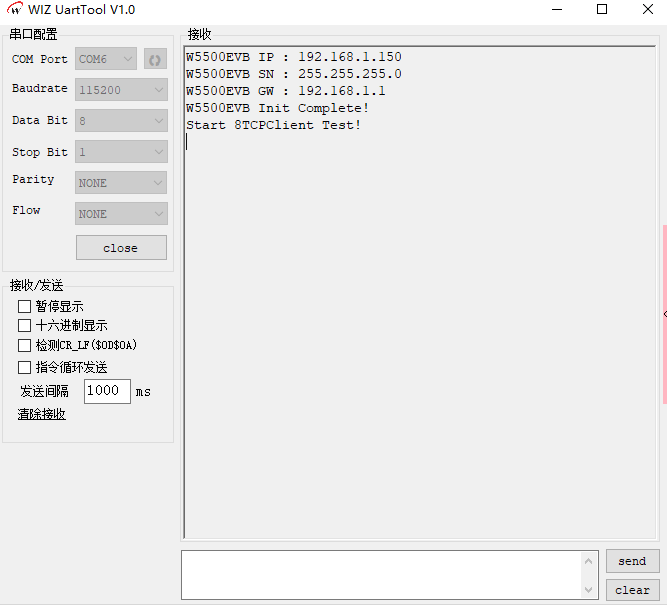 WIZ UartTool V1.0
串口配置
COM Port COM6
Baudrate 115200
Data Bit 8
Stop Bit 1
Parity NONE
Flow NONE
close
接收/发送
暂停显示
十六进制显示
检测CR_LF($0D$0A)
指令循环发送
发送间隔 1000 ms
清除接收
接收
W5500EVB IP : 192.168.1.150
W5500EVB SN : 255.255.255.0
W5500EVB GW : 192.168.1.1
W5500EVB Init Complete!
Start 8TCPClient Test!
send
clear